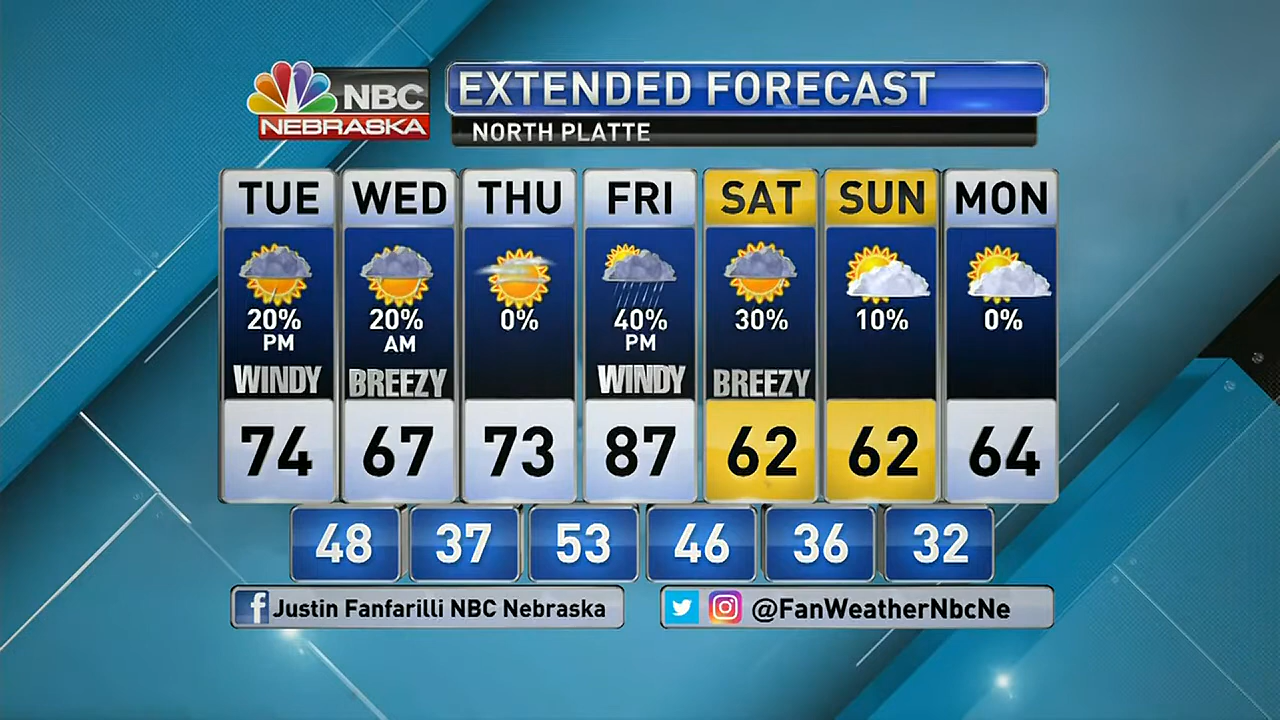 NBC
NEBRASKA
EXTENDED FORECAST
NORTH PLATTE
TUE WED THU FRI SAT SUN MON
20% 20% 0% 40% 30% 10% 0%
PM AM PM
WINDY BREEZY WINDY BREEZY
74 67 73 87 62 62 64
48 37 53 46 36 32
f Justin Fanfarilli NBC Nebraska @FanWeatherNbcNe